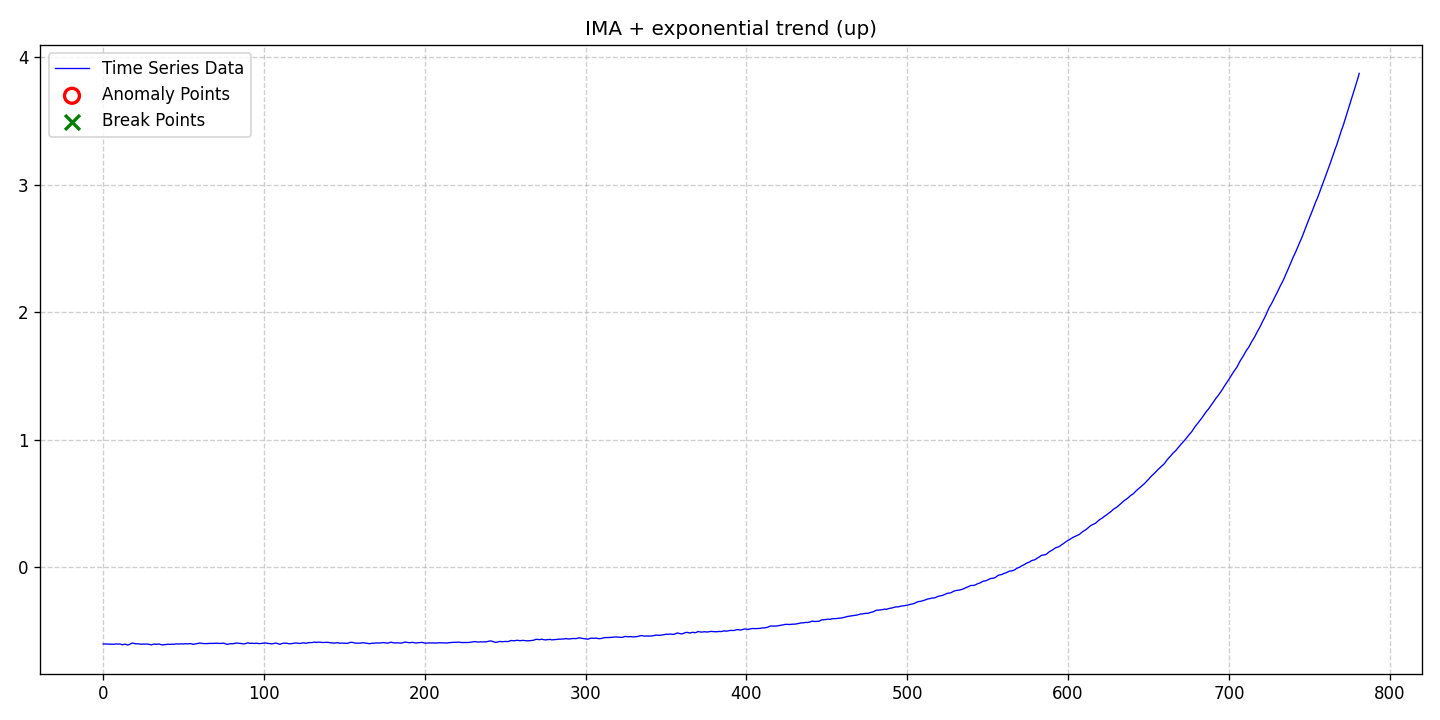 IMA + exponential trend (up)
Time Series Data
Anomaly Points
Break Points
4
3
2
1
0
0 100 200 300 400 500 600 700 800